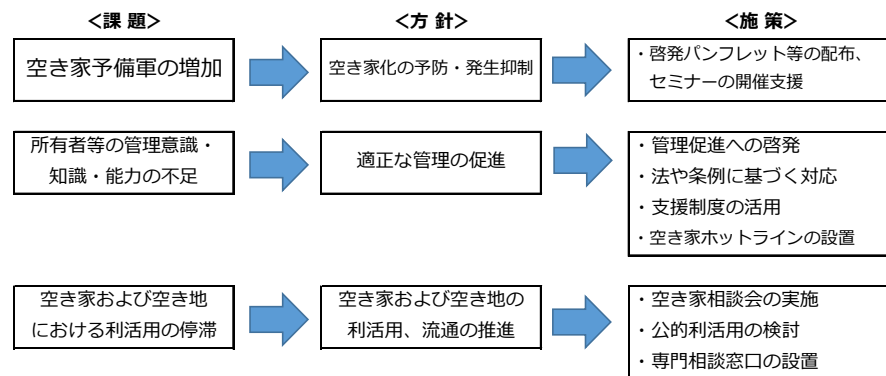 ＜課 題＞
＜方 針＞
＜施 策＞
空き家予備軍の増加
空き家化の予防・発生抑制
・啓発パンフレット等の配布、
セミナーの開催支援
所有者等の管理意識・
知識・能力の不足
適正な管理の促進
・管理促進への啓発
・法や条例に基づく対応
・支援制度の活用
・空き家ホットラインの設置
空き家および空き地
における利活用の停滞
空き家および空き地の
利活用、流通の推進
・空き家相談会の実施
・公的利活用の検討
・専門相談窓口の設置